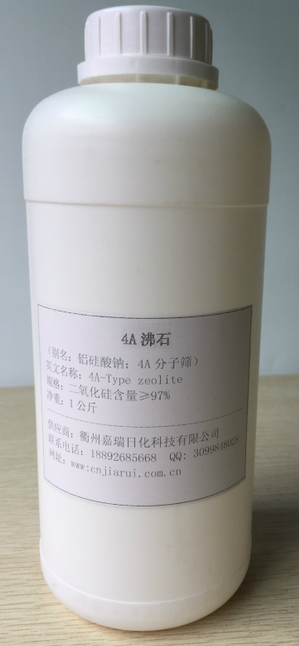 4A 沸石
(别名：铝硅酸钠；4A 分子筛)
英文名称：4A-Type zeolite
规格：二氧化硅含量≥97%
净重：1 公斤
供应商：衢州嘉瑞日化科技有限公司
联系电话：18892685668 QQ: 3099848028
网址：www.cnjiarui.com.cn